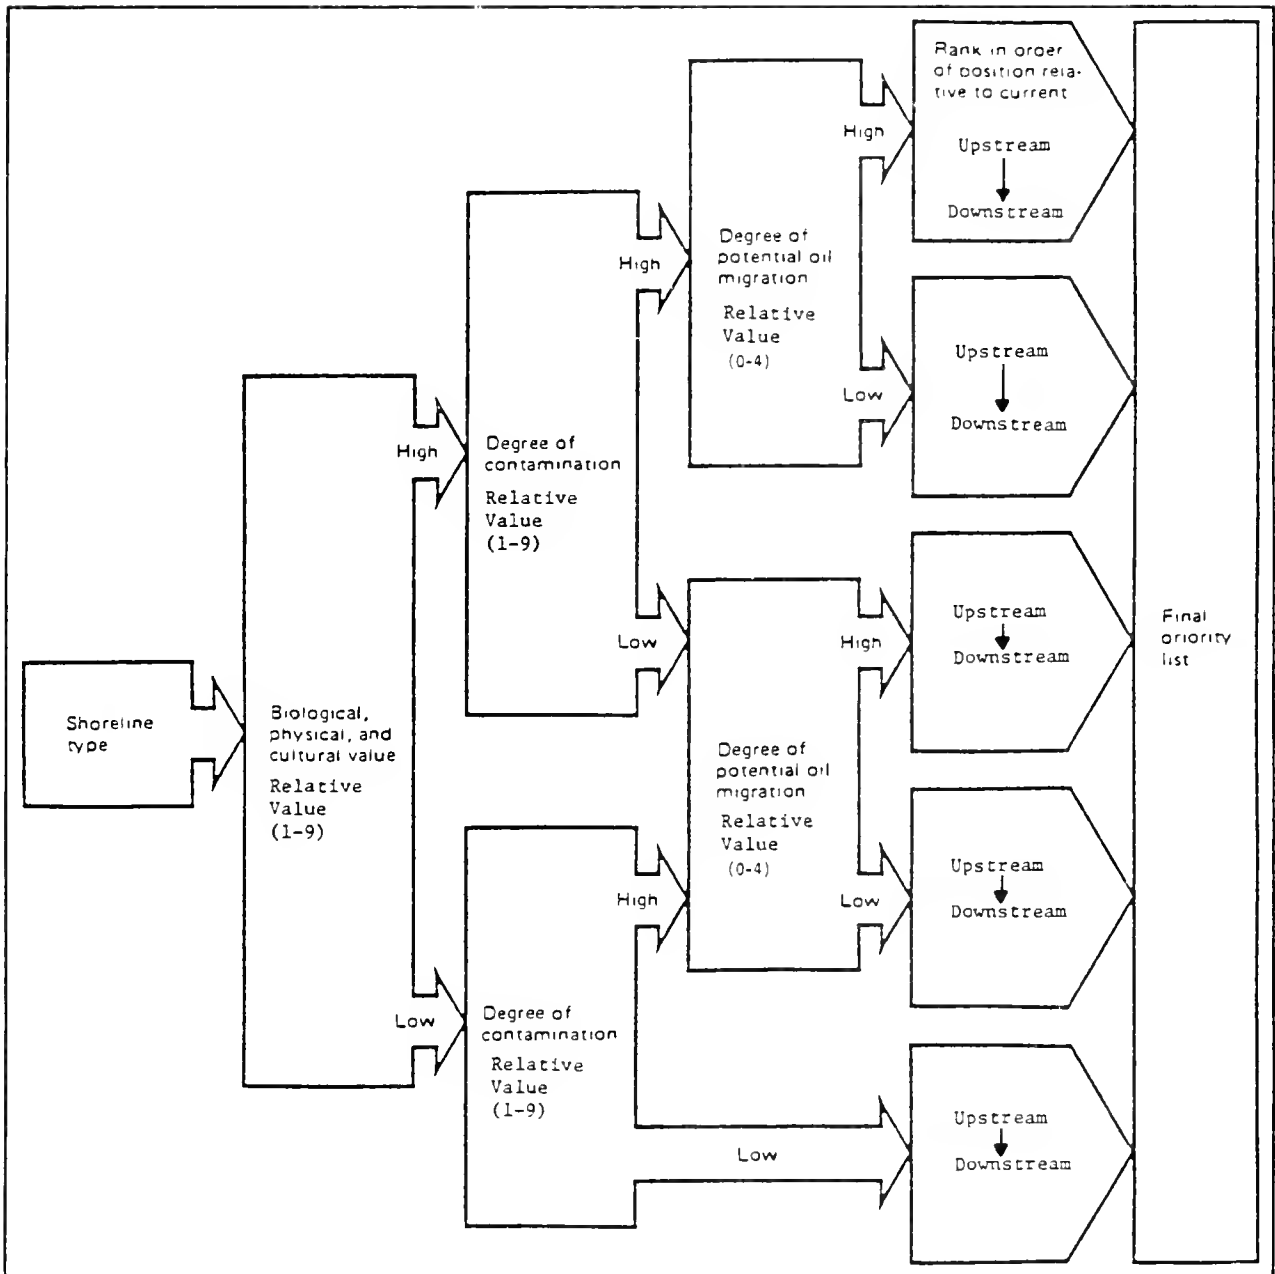 Shoreline
type
Biological,
physical, and
cultural value
Relative
Value
(1-9)
High
Low
Degree of
contamination
Relative
Value
(1-9)
High
Low
Degree of
contamination
Relative
Value
(1-9)
High
Low
Degree of
potential oil
migration
Relative
Value
(0-4)
High
Low
Degree of
potential oil
migration
Relative
Value
(0-4)
High
Low
Rank in order
of position rela-
tive to current
Upstream
Downstream
Upstream
Downstream
Upstream
Downstream
Upstream
Downstream
Upstream
Downstream
Final
priority
list